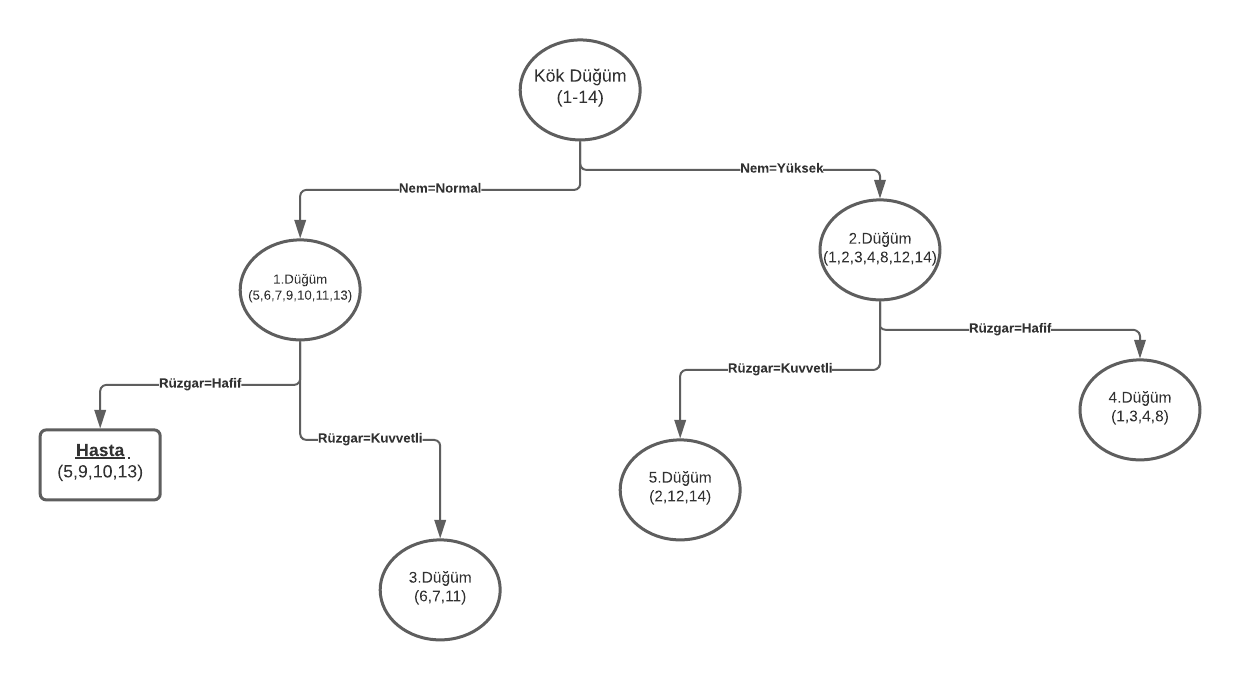 Kök Düğüm
(1-14)
Nem=Yüksek
Nem=Normal
2.Düğüm
(1,2,3,4,8,12,14)
1.Düğüm
(5,6,7,9,10,11,13)
Rüzgar=Hafif
Rüzgar=Kuvvetli
Rüzgar=Hafif
4.Düğüm
(1,3,4,8)
Rüzgar=Kuvvetli
Hasta .
(5,9,10,13)
5.Düğüm
(2,12,14)
3.Düğüm
(6,7,11)